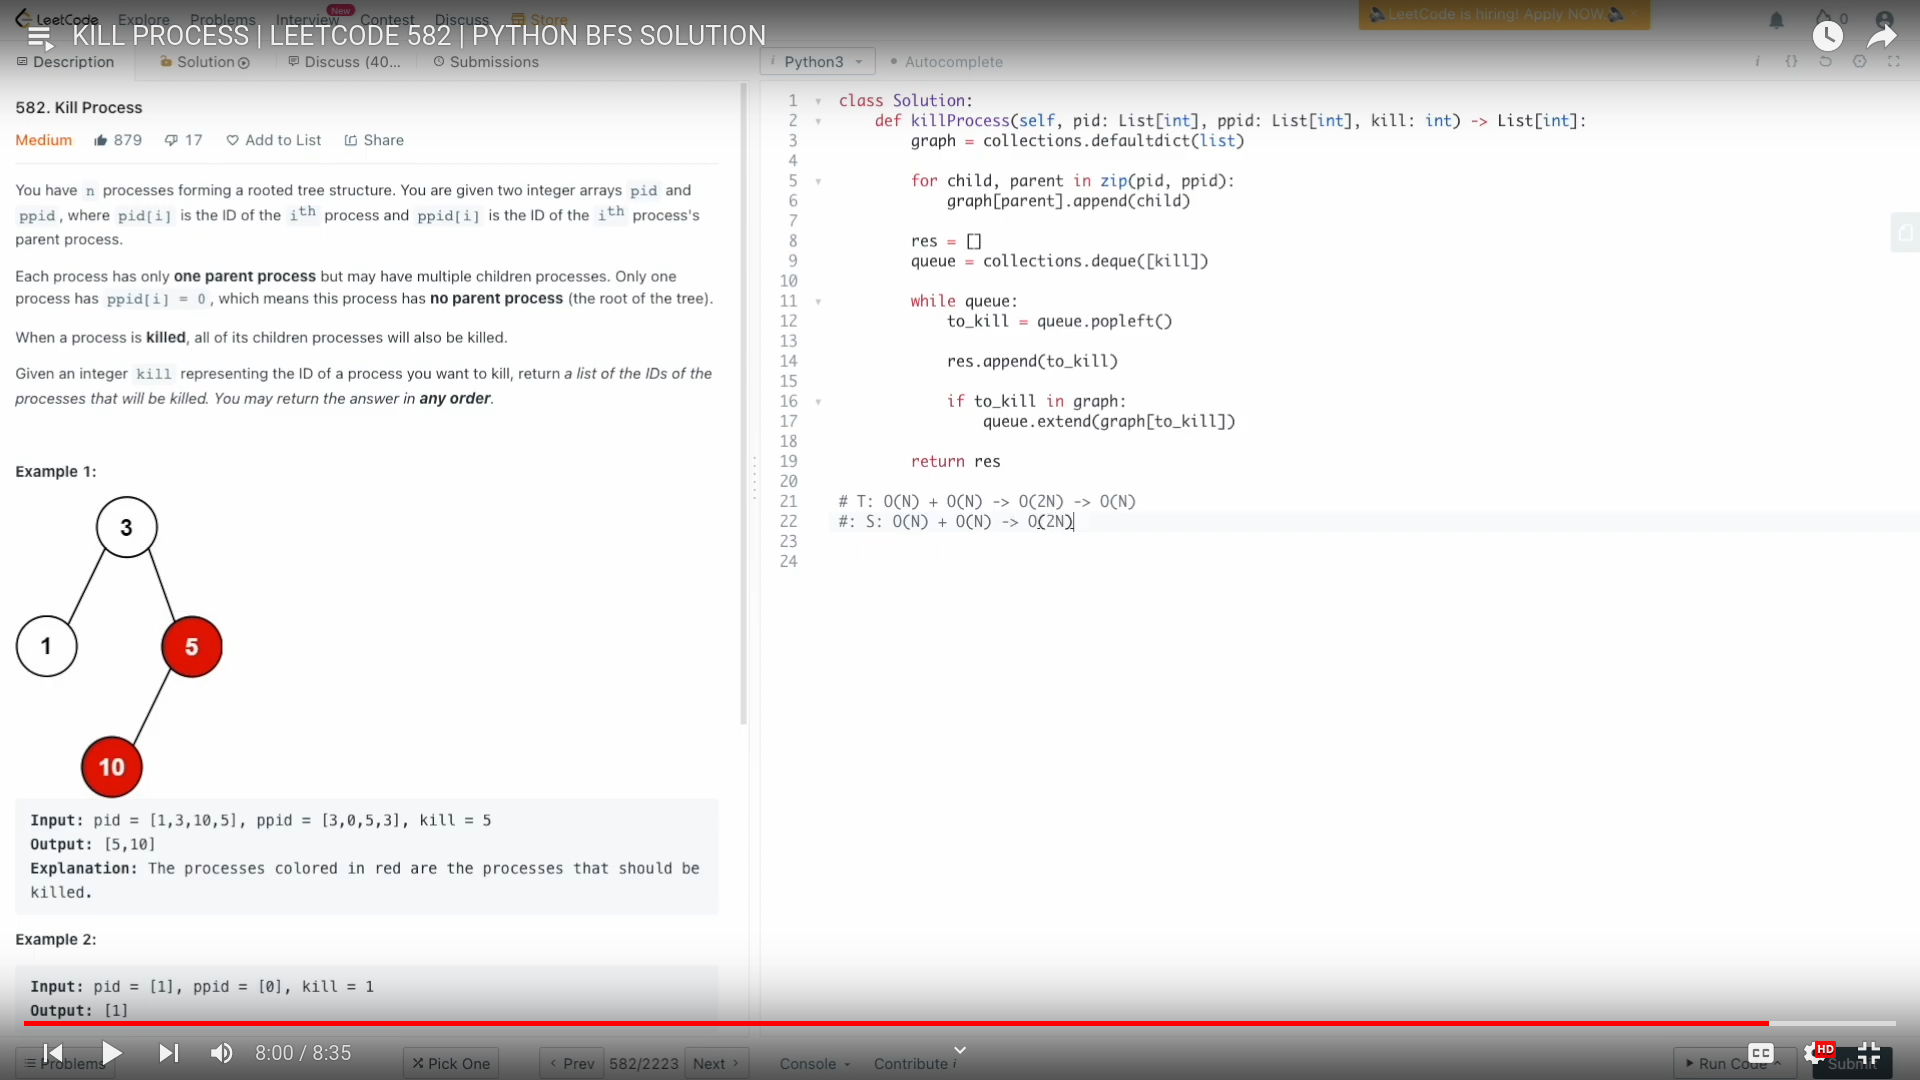 LeetCode Explore Problems Interview New Contest Discuss Store LeetCode is hiring! Apply NOW. 0
KILL PROCESS | LEETCODE 582 | PYTHON BFS SOLUTION
Description Solution Discuss (40... Submissions
i Python3 Autocomplete i {}
582. Kill Process
Medium 879 17 Add to List Share
You have n processes forming a rooted tree structure. You are given two integer arrays pid and
ppid, where pid[i] is the ID of the ith process and ppid[i] is the ID of the ith process's
parent process.
Each process has only one parent process but may have multiple children processes. Only one
process has ppid[i] = 0, which means this process has no parent process (the root of the tree).
When a process is killed, all of its children processes will also be killed.
Given an integer kill representing the ID of a process you want to kill, return a list of the IDs of the
processes that will be killed. You may return the answer in any order.
Example 1:
3
1 5
10
Input: pid = [1,3,10,5], ppid = [3,0,5,3], kill = 5
Output: [5,10]
Explanation: The processes colored in red are the processes that should be
killed.
Example 2:
Input: pid = [1], ppid = [0], kill = 1
Output: [1]
1 class Solution:
2 def killProcess(self, pid: List[int], ppid: List[int], kill: int) -> List[int]:
3 graph = collections.defaultdict(list)
4
5 for child, parent in zip(pid, ppid):
6 graph[parent].append(child)
7
8 res = []
9 queue = collections.deque([kill])
10
11 while queue:
12 to_kill = queue.popleft()
13
14 res.append(to_kill)
15
16 if to_kill in graph:
17 queue.extend(graph[to_kill])
18
19 return res
20
21 # T: O(N) + O(N) -> O(2N) -> O(N)
22 #: S: O(N) + O(N) -> O(2N)
23
24
8:00 / 8:35 CC HD
Problems Pick One Prev 582/2223 Next Console Contribute i Run Code Submit